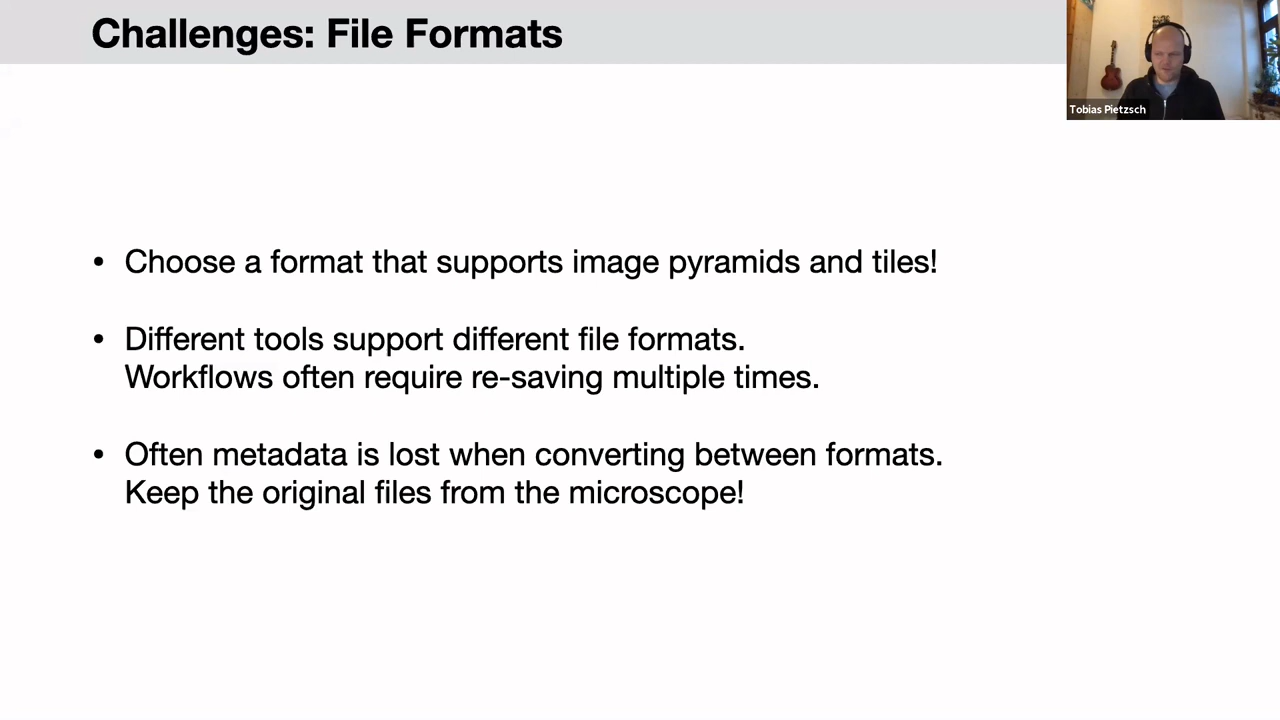 Challenges: File Formats
Tobias Pietzsch
• Choose a format that supports image pyramids and tiles!
• Different tools support different file formats.
Workflows often require re-saving multiple times.
• Often metadata is lost when converting between formats.
Keep the original files from the microscope!